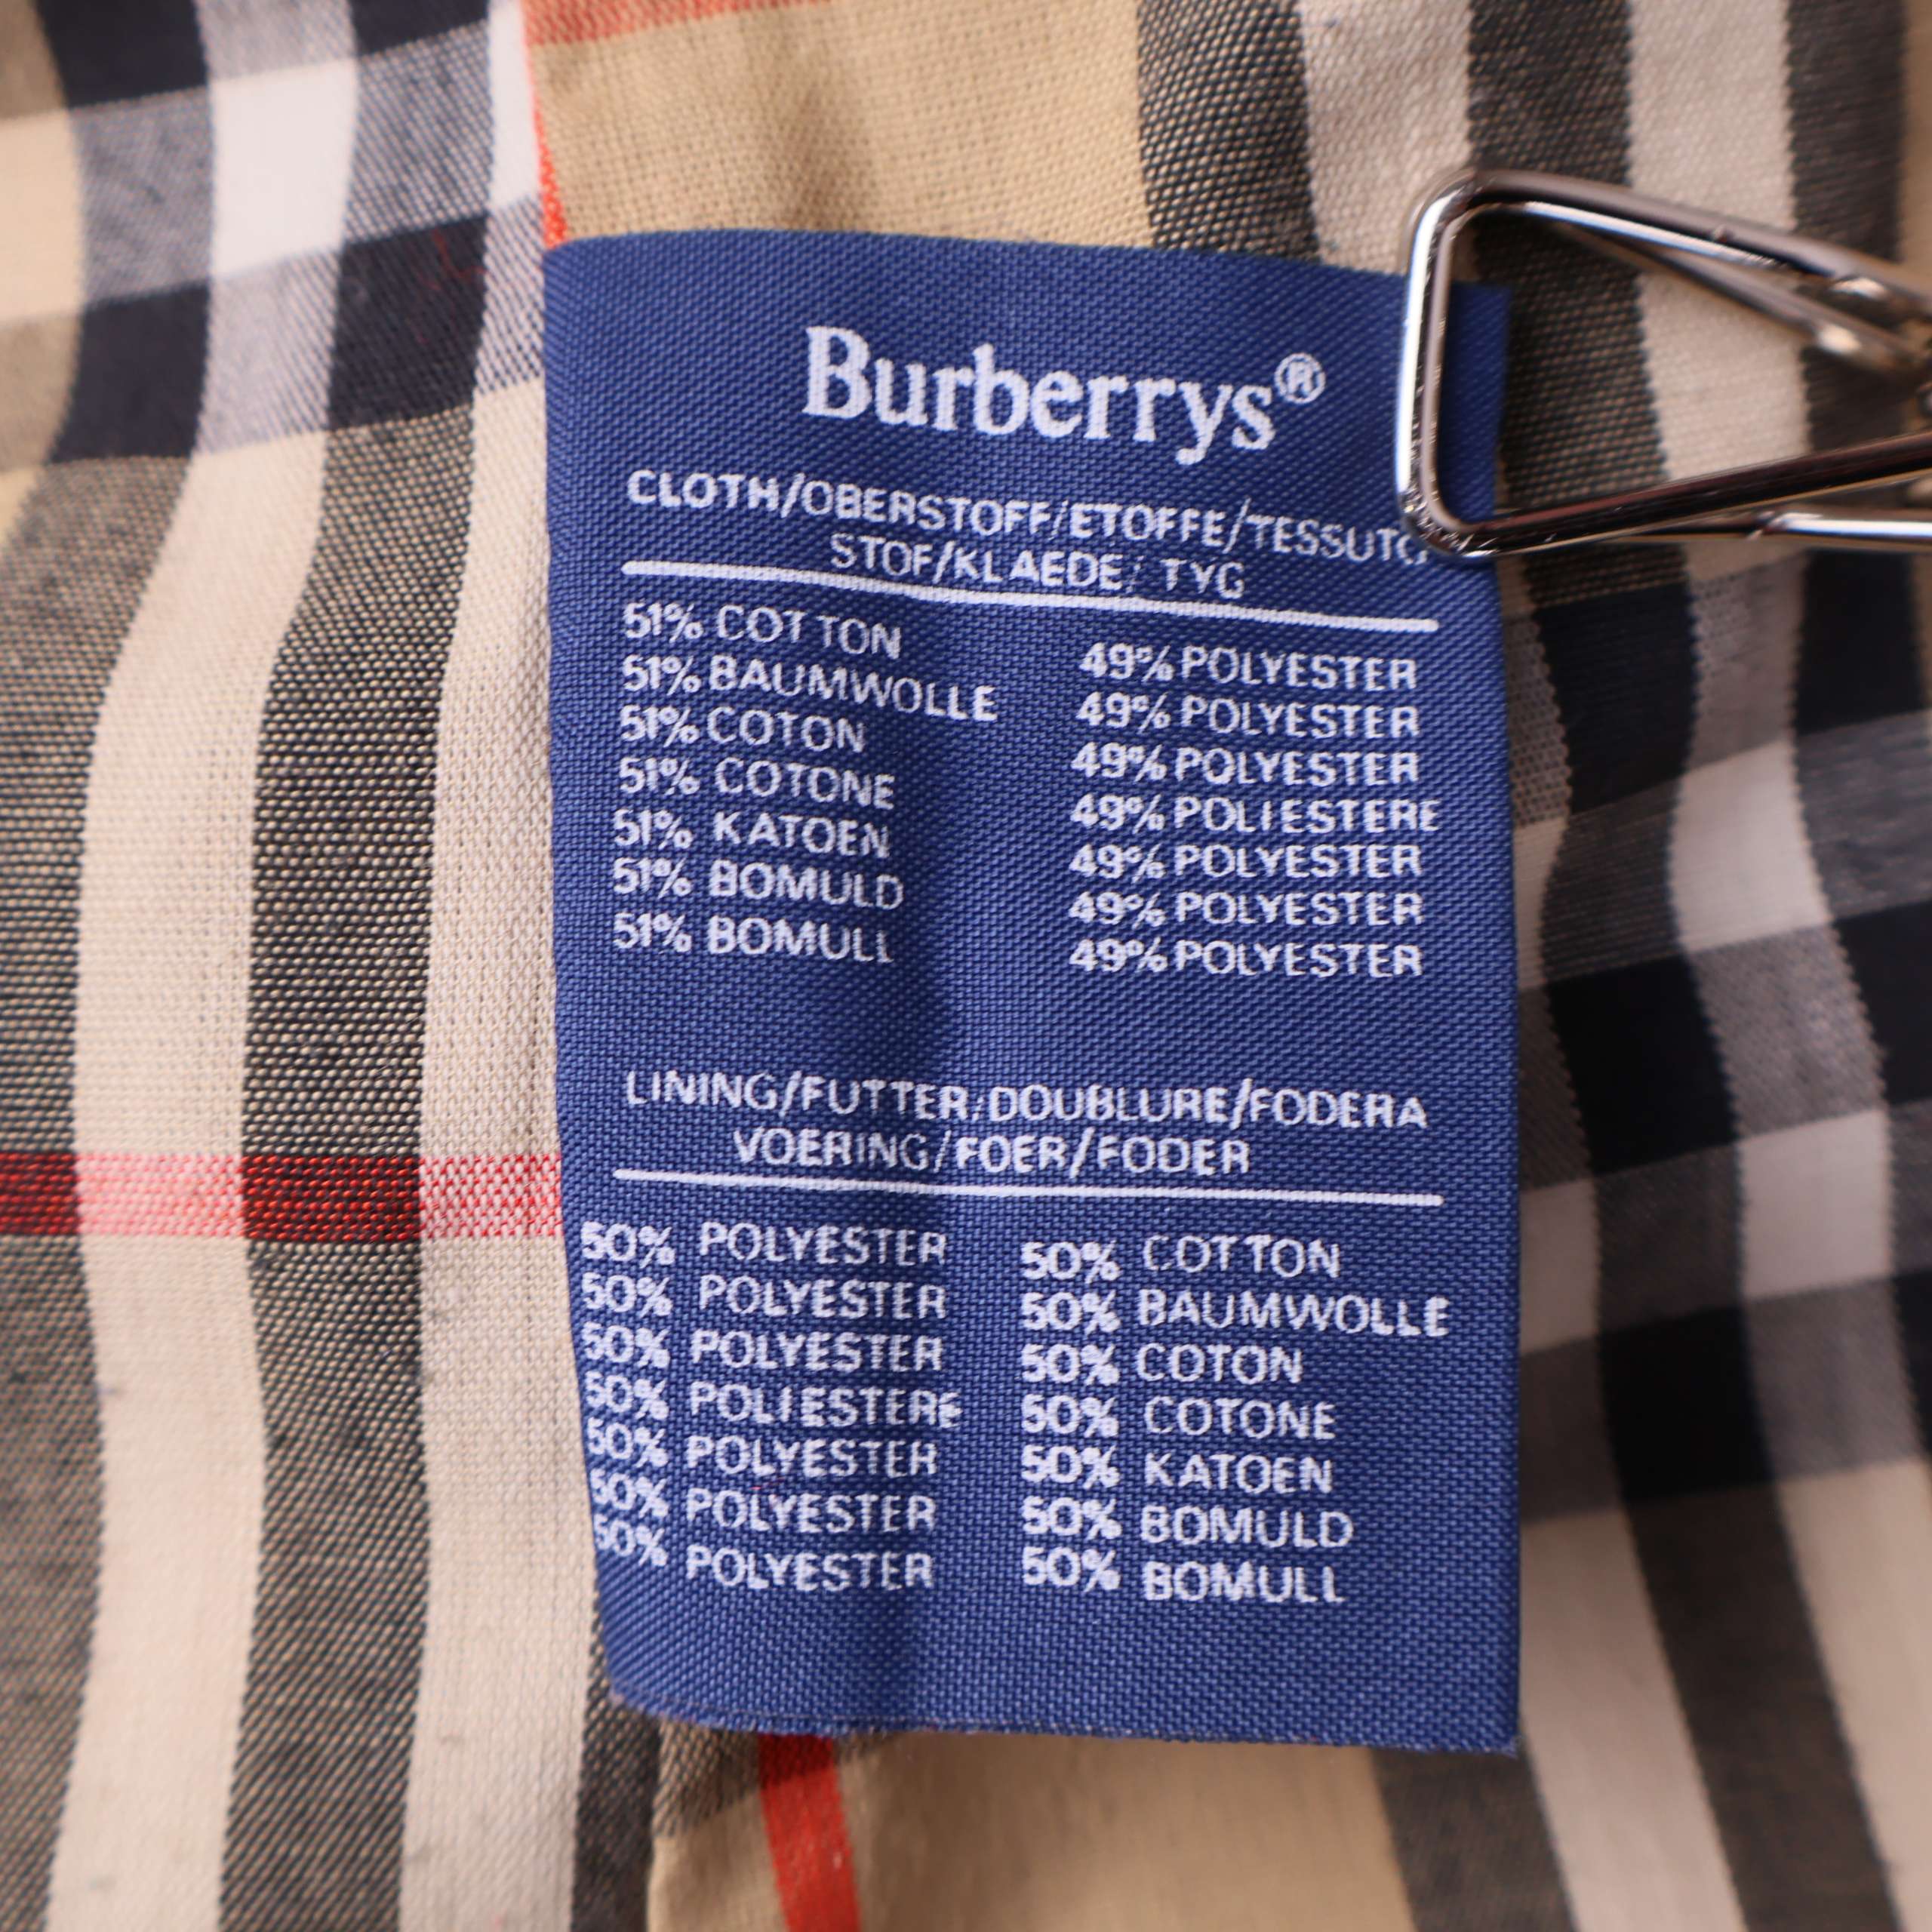 Burberrys®
CLOTH/OBERSTOFF/ETOFFE/TESSUTO
STOF/KLAEDE/TYG
51% COTTON 49% POLYESTER
51% BAUMWOLLE 49% POLYESTER
51% COTON 49% POLYESTER
51% COTONE 49% POLIESTERE
51% KATOEN 49% POLYESTER
51% BOMULD 49% POLYESTER
51% BOMULL 49% POLYESTER
LINING/FUTTER/DOUBLURE/FODERA
VOERING/FOER/FODER
50% POLYESTER 50% COTTON
50% POLYESTER 50% BAUMWOLLE
50% POLYESTER 50% COTON
50% POLIESTERE 50% COTONE
50% POLYESTER 50% KATOEN
50% POLYESTER 50% BOMULD
50% POLYESTER 50% BOMULL